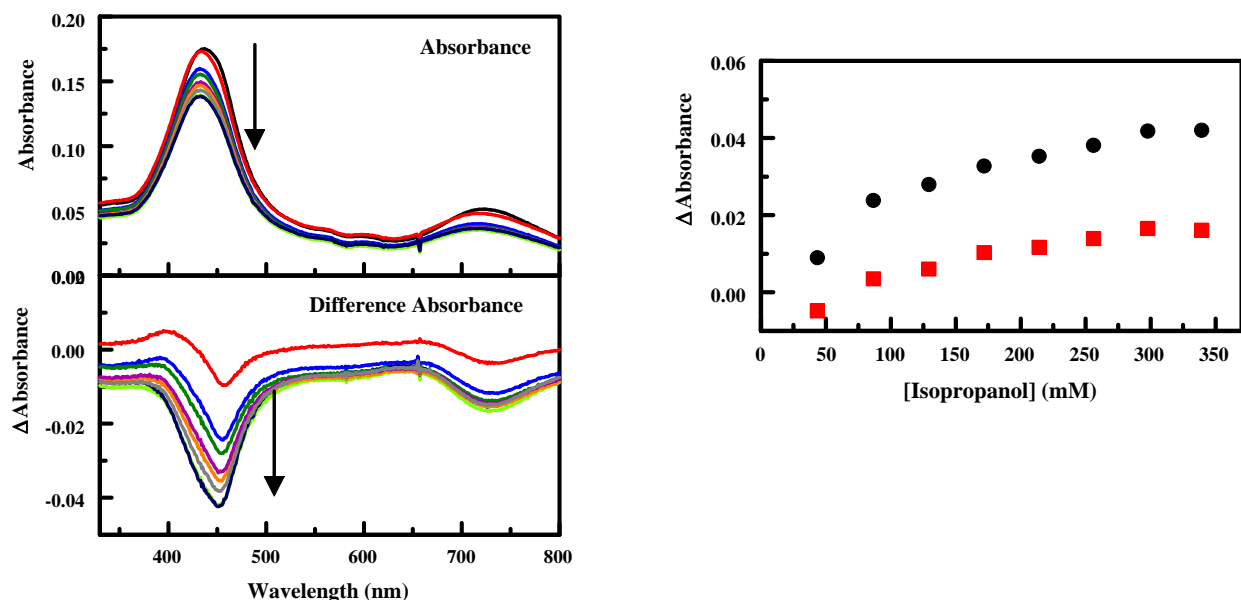 0.20
Absorbance
0.15
0.10
0.05
Absorbance
0.00
0.02
Difference Absorbance
0.00
-0.02
-0.04
ΔAbsorbance
400 500 600 700 800
Wavelength (nm)
0.06
0.04
0.02
0.00
ΔAbsorbance
0 50 100 150 200 250 300 350
[Isopropanol] (mM)